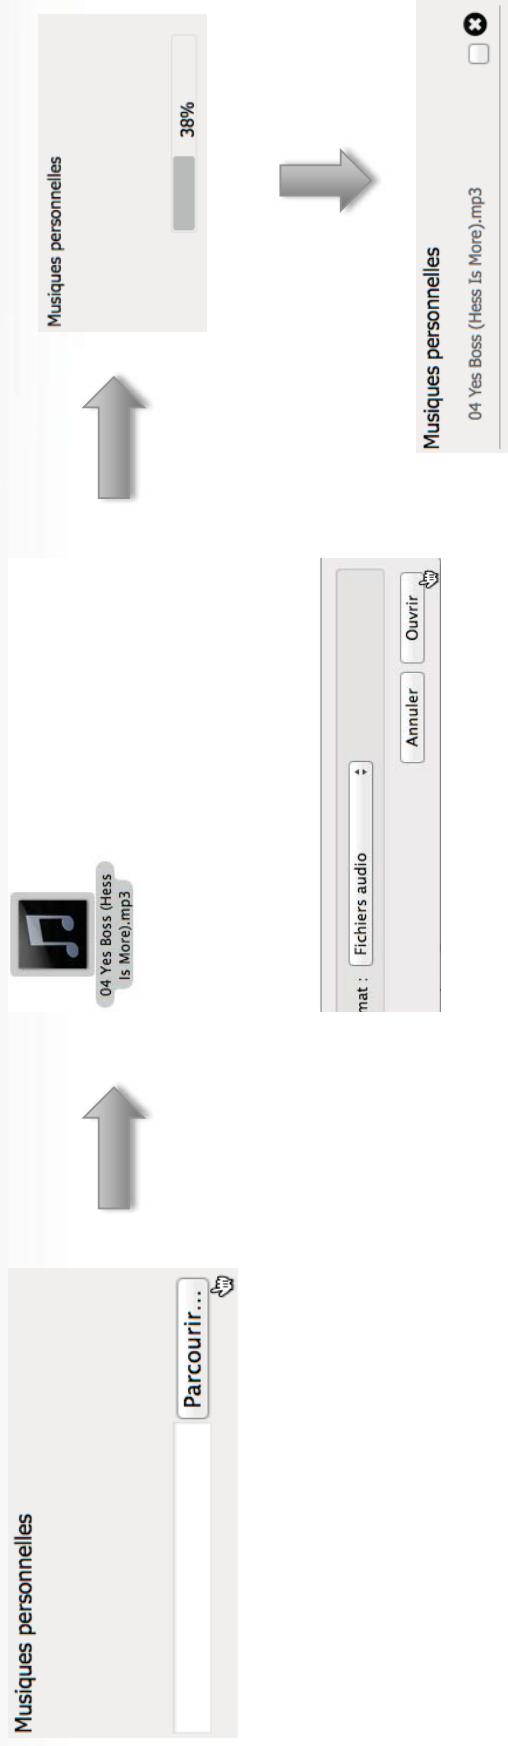 Musiques personnelles
Parcourir...
04 Yes Boss (Hess
Is More).mp3
mat : Fichiers audio
Annuler Ouvrir
Musiques personnelles
38%
Musiques personnelles
04 Yes Boss (Hess Is More).mp3